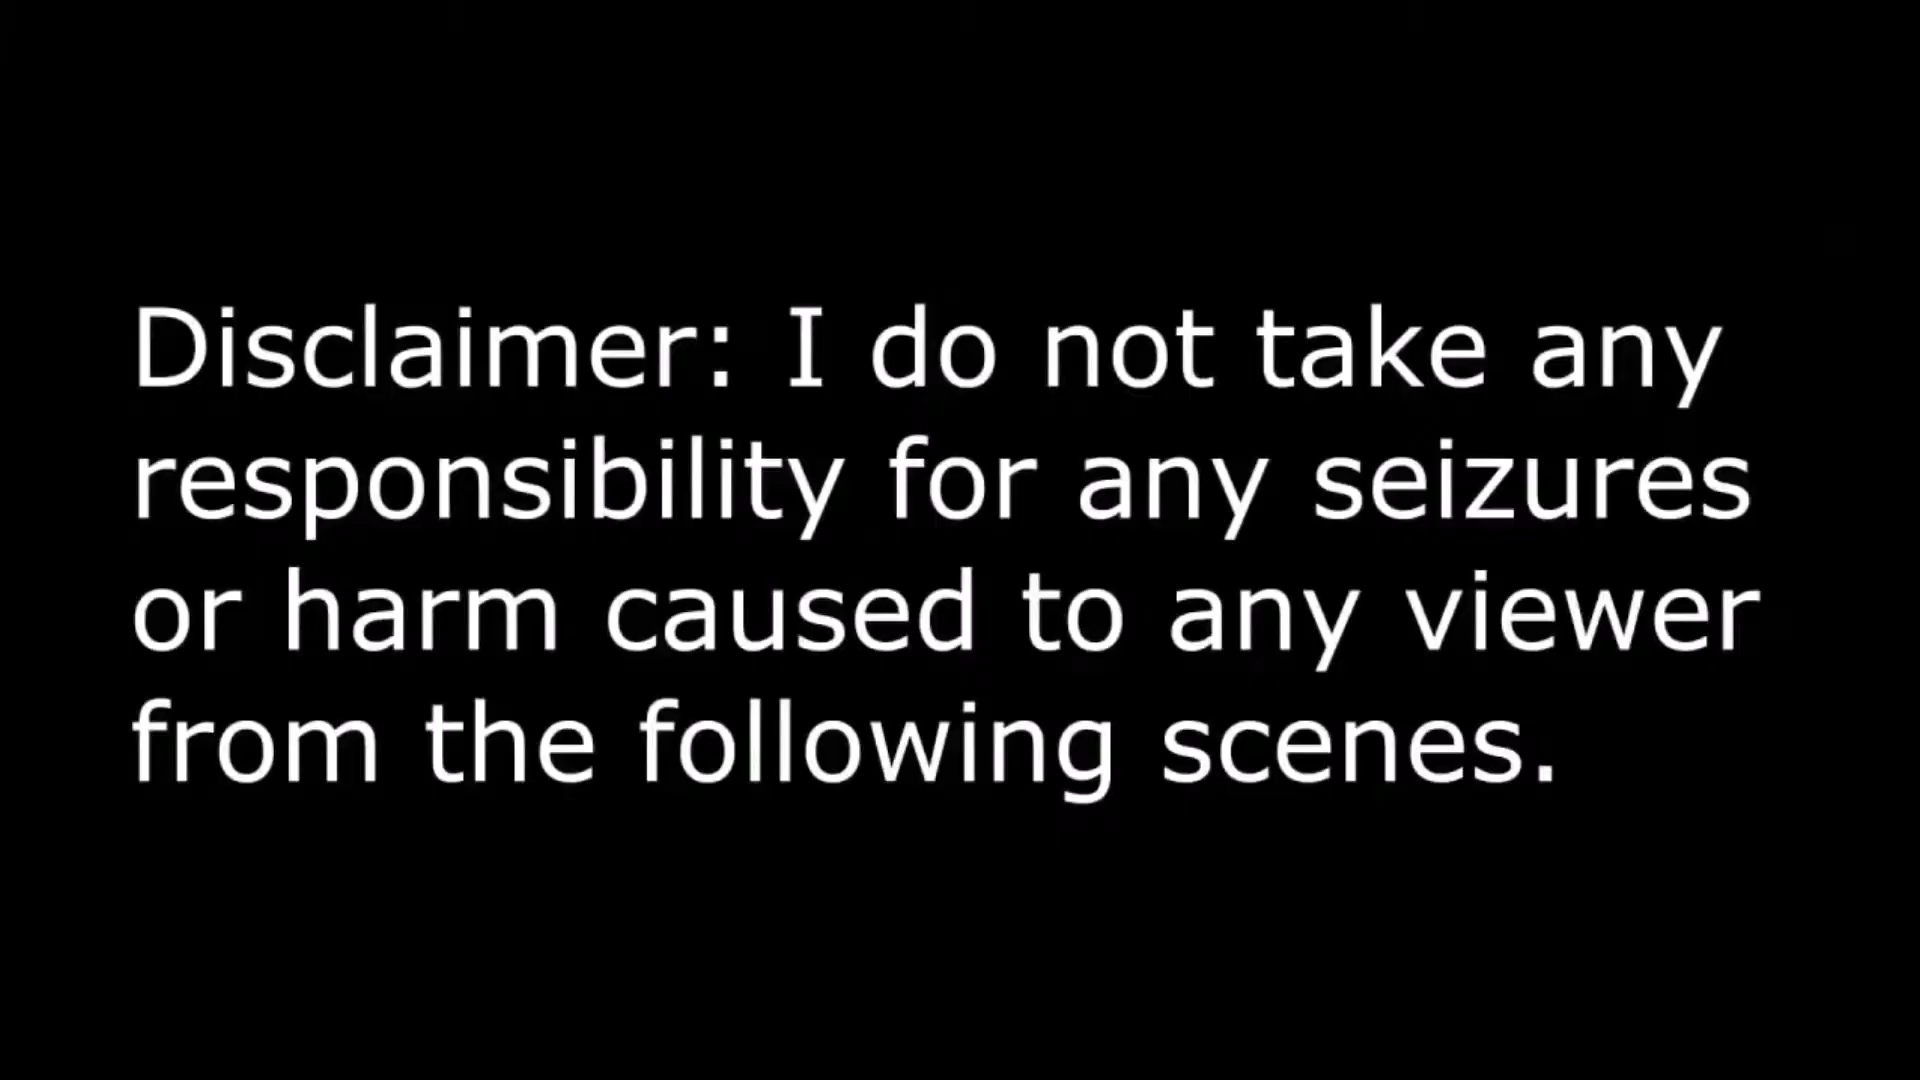 Disclaimer: I do not take any
responsibility for any seizures
or harm caused to any viewer
from the following scenes.